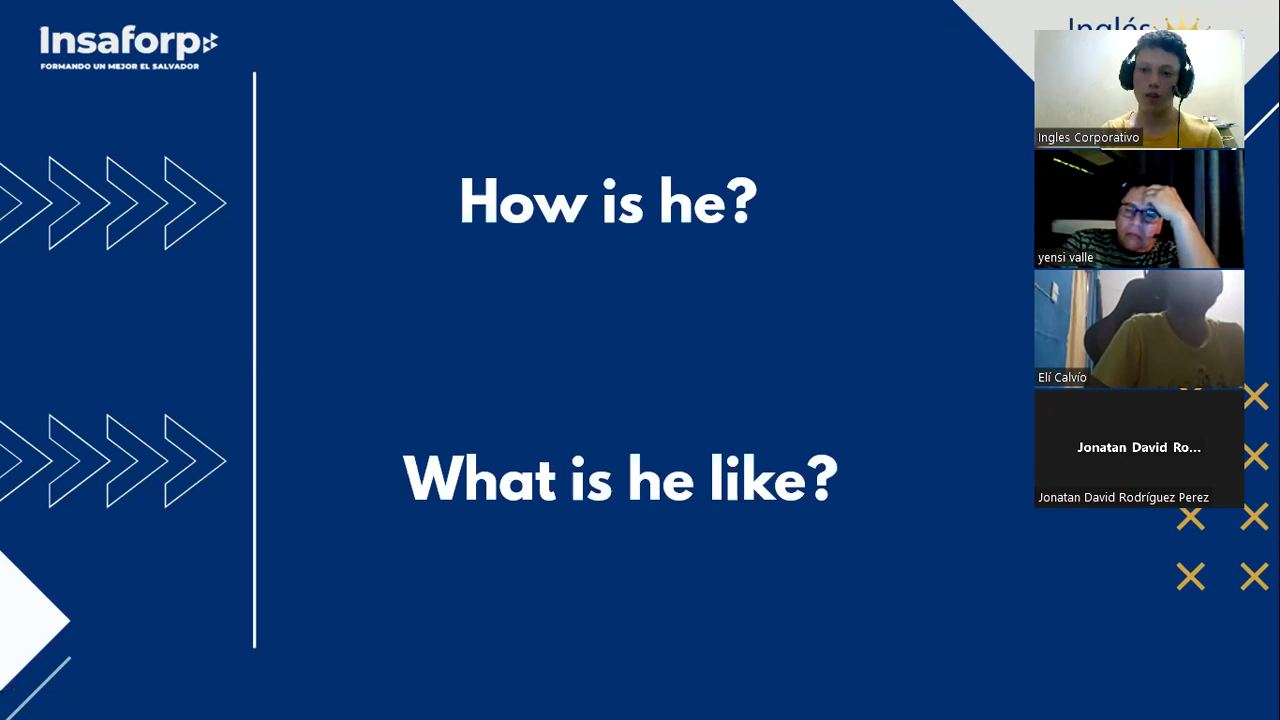 Insaforp
FORMANDO UN MEJOR EL SALVADOR
Inglés
How is he?
What is he like?
Ingles Corporativo
yensi valle
Elí Calvío
Jonatan David Ro...
Jonatan David Rodríguez Perez